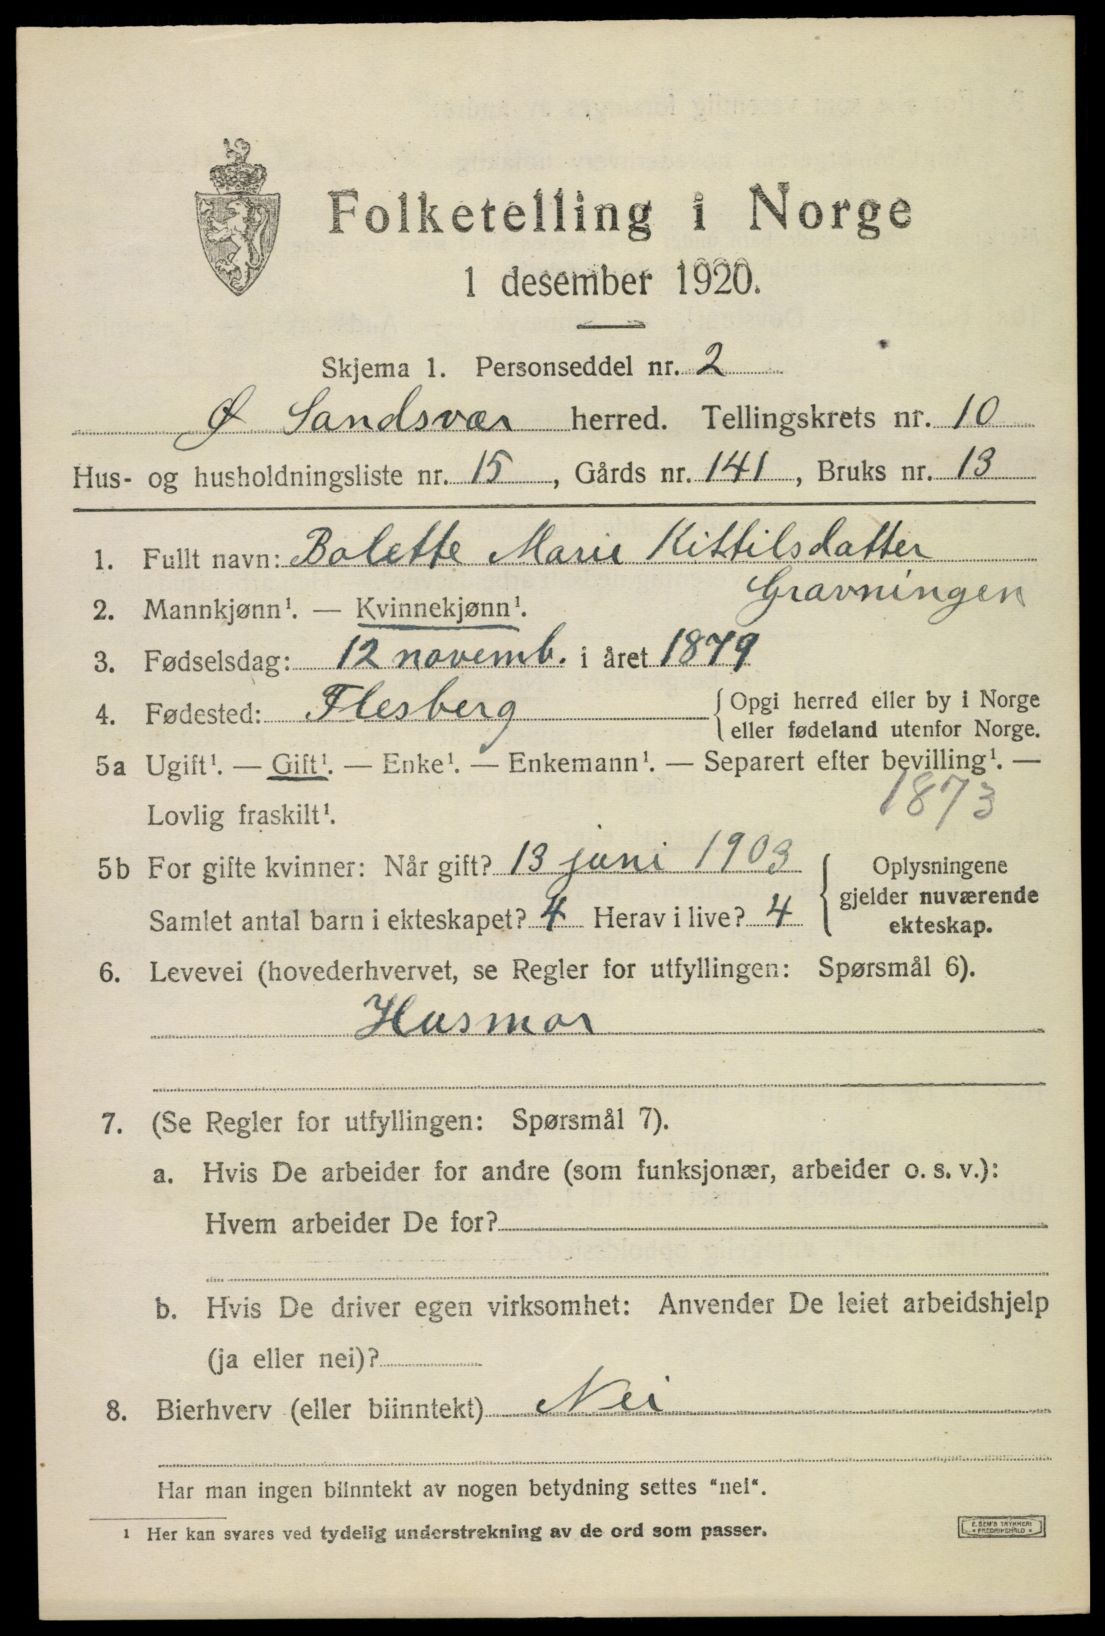 Folketelling i Norge
1 desember 1920.
Skjema 1. Personseddel nr. 2
Ø Sandsvær herred. Tellingskrets nr. 10
Hus- og husholdningsliste nr. 15, Gårds nr. 141, Bruks nr. 13
1. Fullt navn: Bolette Marie Kittilsdatter
Gravningen
2. Mannkjønn¹. — Kvinnekjønn¹.
3. Fødselsdag: 12 novemb. i året 1879
4. Fødested: Flesberg { Opgi herred eller by i Norge
eller fødeland utenfor Norge.
5a Ugift¹. — Gift¹. — Enke¹. — Enkemann¹. — Separert efter bevilling¹. —
Lovlig fraskilt¹.
1873
5b For gifte kvinner: Når gift? 13 juni 1903
Samlet antal barn i ekteskapet? 4 Herav i live? 4
{ Oplysningene
gjelder nuværende
ekteskap.
6. Levevei (hovederhvervet, se Regler for utfyllingen: Spørsmål 6).
Husmor
7. (Se Regler for utfyllingen: Spørsmål 7).
a. Hvis De arbeider for andre (som funksjonær, arbeider o. s. v.):
Hvem arbeider De for?
b. Hvis De driver egen virksomhet: Anvender De leiet arbeidshjelp
(ja eller nei)?
8. Bierhverv (eller biinntekt) Nei
Har man ingen biinntekt av nogen betydning settes "nei".
¹ Her kan svares ved tydelig understrekning av de ord som passer.
E. SEM'S TRYKKERI
FREDRIKSHALD